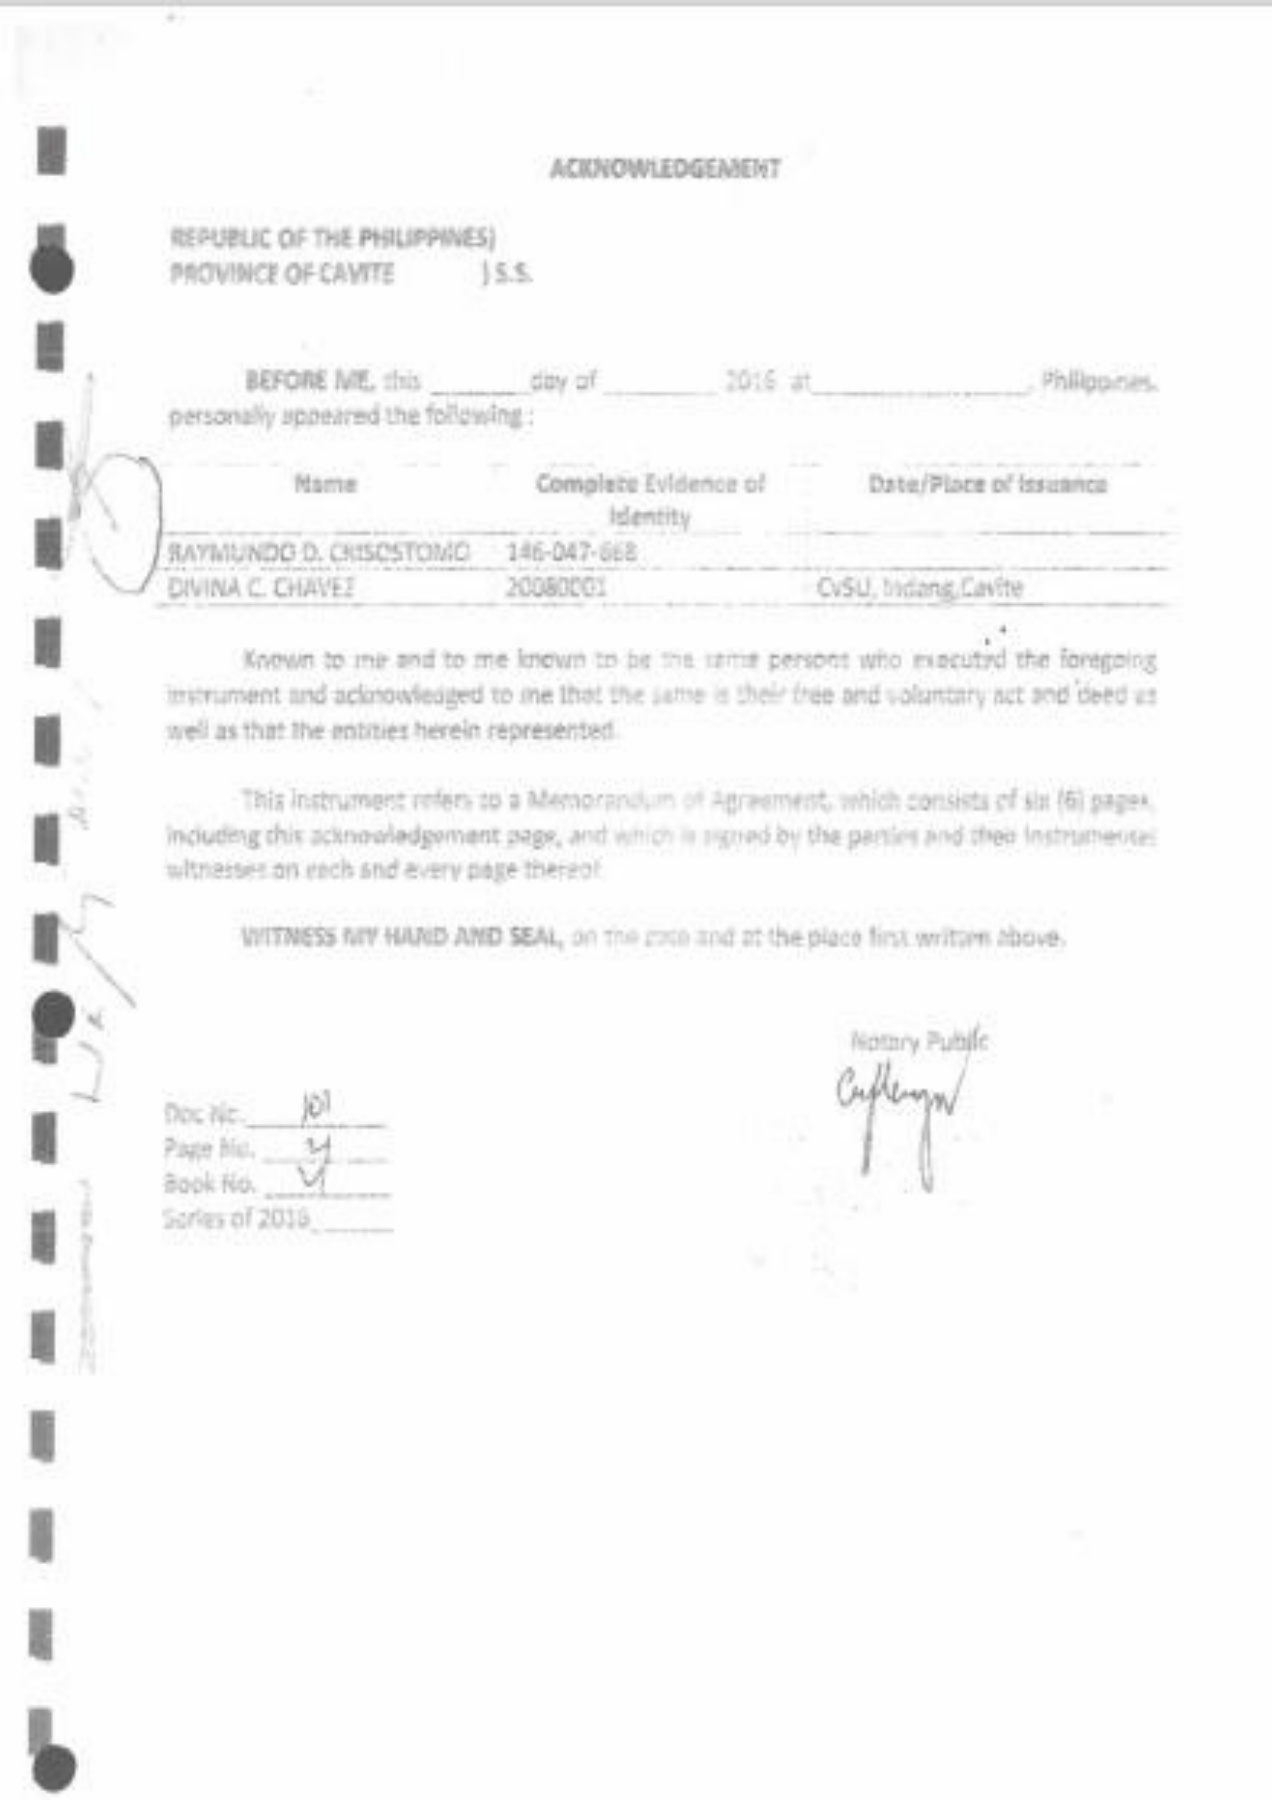 ACKNOWLEDGEMENT
REPUBLIC OF THE PHILIPPINES)
PROVINCE OF CAVITE ) S.S.
BEFORE ME, this ________ day of ________ 2016 at ________________, Philippines,
personally appeared the following :
Name Complete Evidence of Identity Date/Place of Issuance
RAYMUNDO D. CRISOSTOMO 146-047-668
DIVINA C. CHAVEZ 20080001 CvSU, Indang,Cavite
Known to me and to me known to be the same persons who executed the foregoing
instrument and acknowledged to me that the same is their free and voluntary act and deed as
well as that the entities herein represented.
This instrument refers to a Memorandum of Agreement, which consists of six (6) pages,
including this acknowledgement page, and which is signed by the parties and their instrumental
witnesses on each and every page thereof.
WITNESS MY HAND AND SEAL, on the date and at the place first written above.
Notary Public
Doc No.
Page No.
Book No.
Series of 2016